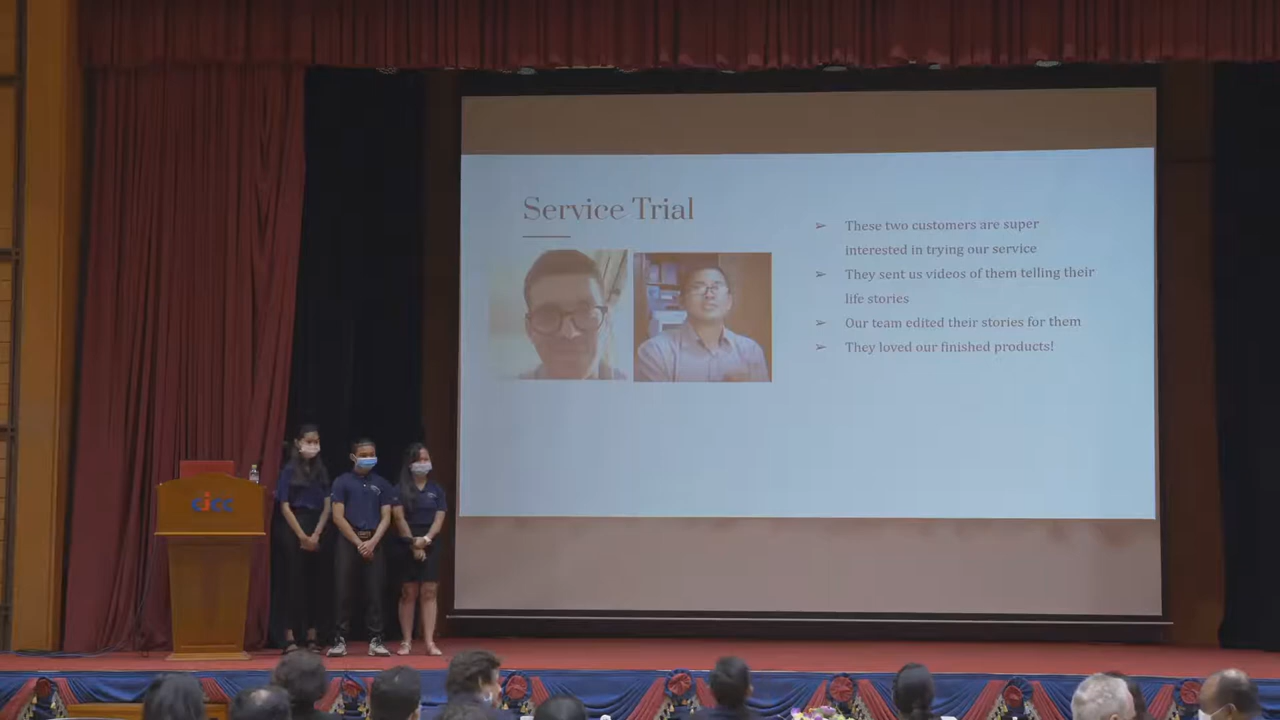 Service Trial
➢ These two customers are super
interested in trying our service
➢ They sent us videos of them telling their
life stories
➢ Our team edited their stories for them
➢ They loved our finished products!
cicc